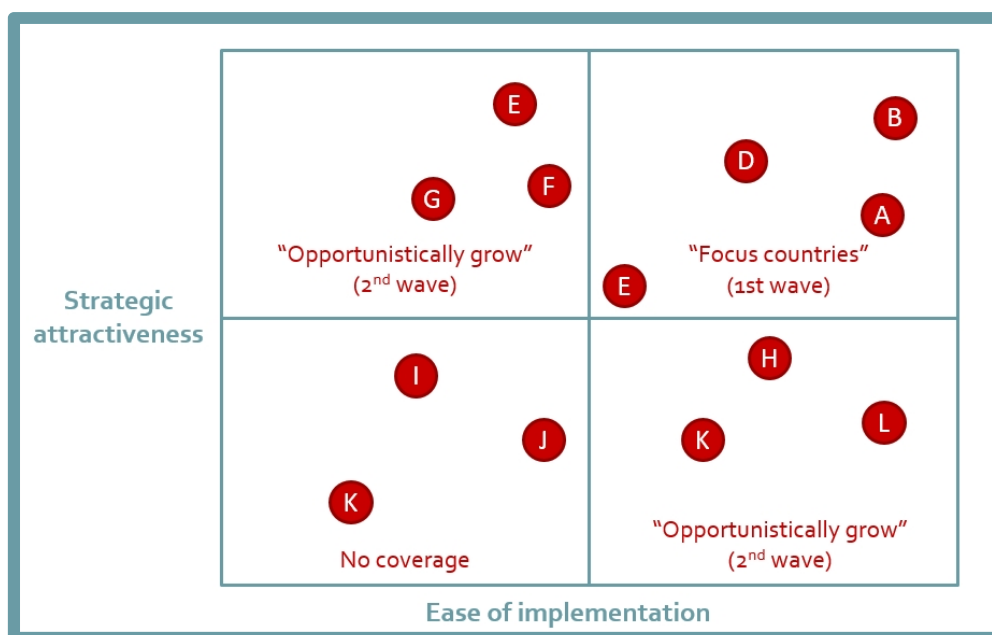 E
B
D
F
G
A
“Opportunistically grow”
(2nd wave)
“Focus countries”
(1st wave)
E
Strategic
attractiveness
H
I
L
J
K
K
“Opportunistically grow”
(2nd wave)
No coverage
Ease of implementation